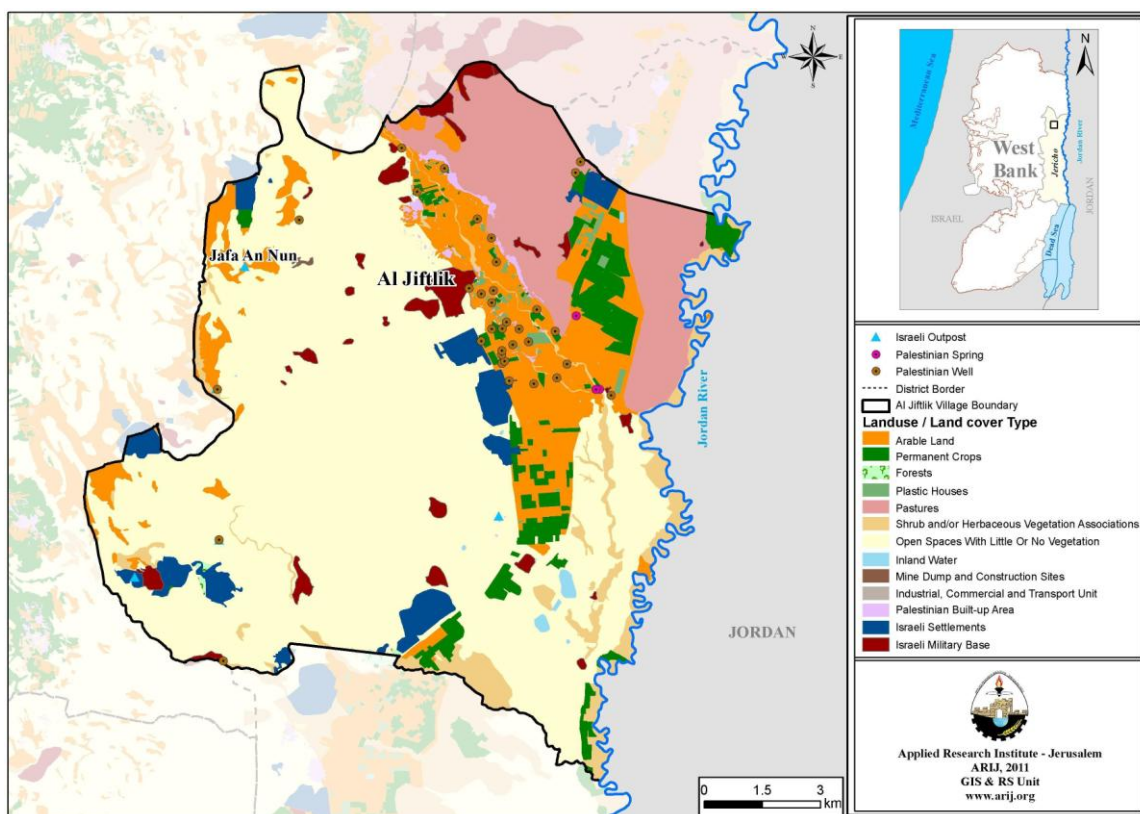 Jafa An Nun
Al Jiftlik
Jordan River
JORDAN
N
E
S
W
0 1.5 3
km
N
Mediterranean Sea
West
Bank
Jericho
Jordan River
ISRAEL
JORDAN
Dead Sea
Israeli Outpost
Palestinian Spring
Palestinian Well
District Border
Al Jiftlik Village Boundary
Landuse / Land cover Type
Arable Land
Permanent Crops
Forests
Plastic Houses
Pastures
Shrub and/or Herbaceous Vegetation Associations
Open Spaces With Little Or No Vegetation
Inland Water
Mine Dump and Construction Sites
Industrial, Commercial and Transport Unit
Palestinian Built-up Area
Israeli Settlements
Israeli Military Base
Applied Research Institute - Jerusalem
ARIJ, 2011
GIS & RS Unit
www.arij.org